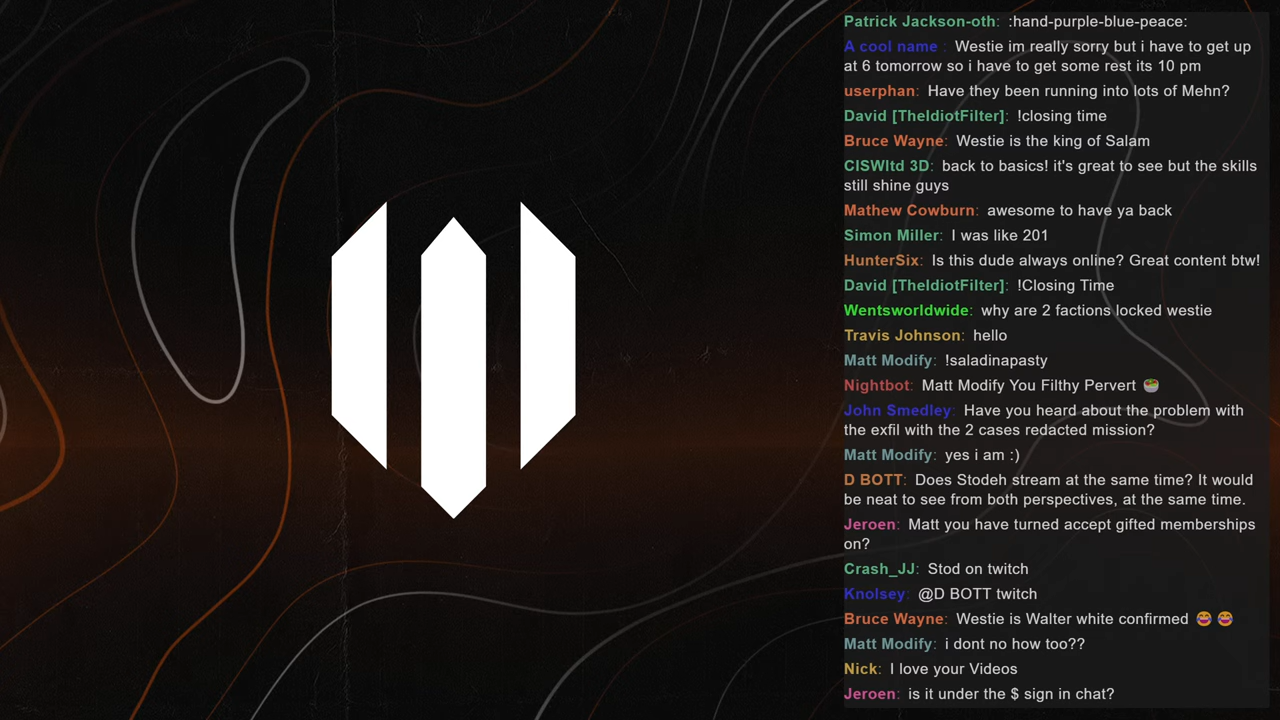 Patrick Jackson-oth: :hand-purple-blue-peace:
A cool name : Westie im really sorry but i have to get up
at 6 tomorrow so i have to get some rest its 10 pm
userphan: Have they been running into lots of Mehn?
David [TheIdiotFilter]: !closing time
Bruce Wayne: Westie is the king of Salam
CISWltd 3D: back to basics! it's great to see but the skills
still shine guys
Mathew Cowburn: awesome to have ya back
Simon Miller: I was like 201
HunterSix: Is this dude always online? Great content btw!
David [TheIdiotFilter]: !Closing Time
Wentsworldwide: why are 2 factions locked westie
Travis Johnson: hello
Matt Modify: !saladinapasty
Nightbot: Matt Modify You Filthy Pervert 🥗
John Smedley: Have you heard about the problem with
the exfil with the 2 cases redacted mission?
Matt Modify: yes i am :)
D BOTT: Does Stodeh stream at the same time? It would
be neat to see from both perspectives, at the same time.
Jeroen: Matt you have turned accept gifted memberships
on?
Crash_JJ: Stod on twitch
Knolsey: @D BOTT twitch
Bruce Wayne: Westie is Walter white confirmed 😂 😂
Matt Modify: i dont no how too??
Nick: I love your Videos
Jeroen: is it under the $ sign in chat?